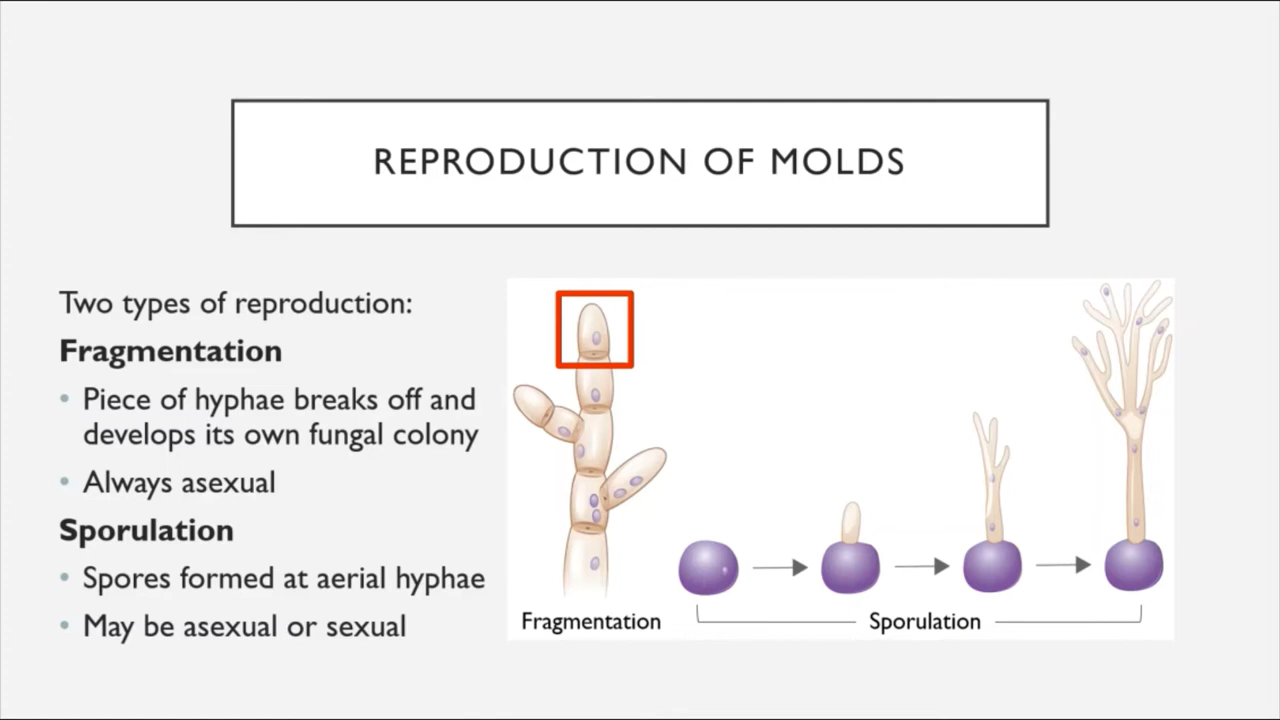 REPRODUCTION OF MOLDS
Two types of reproduction:
Fragmentation
• Piece of hyphae breaks off and
develops its own fungal colony
• Always asexual
Sporulation
• Spores formed at aerial hyphae
• May be asexual or sexual
Fragmentation
Sporulation